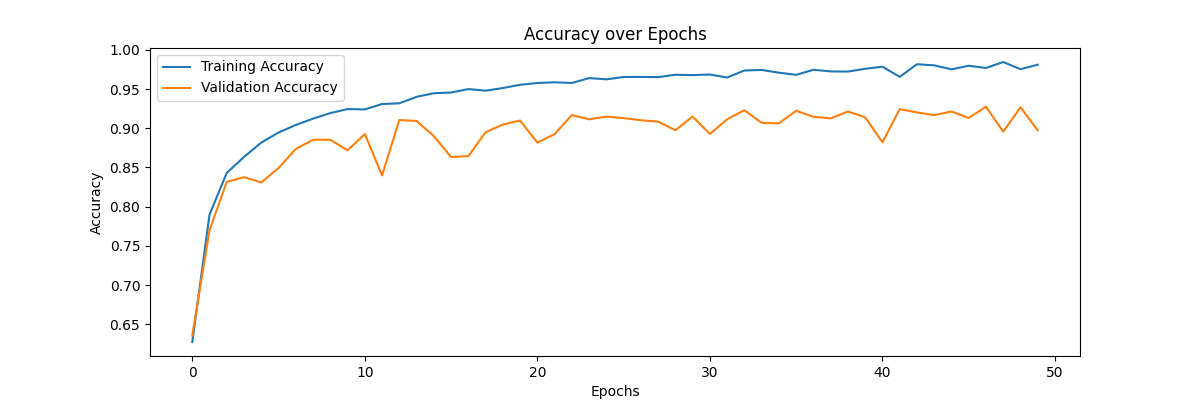 Accuracy over Epochs
Training Accuracy
Validation Accuracy
Accuracy
1.00
0.95
0.90
0.85
0.80
0.75
0.70
0.65
0 10 20 30 40 50
Epochs